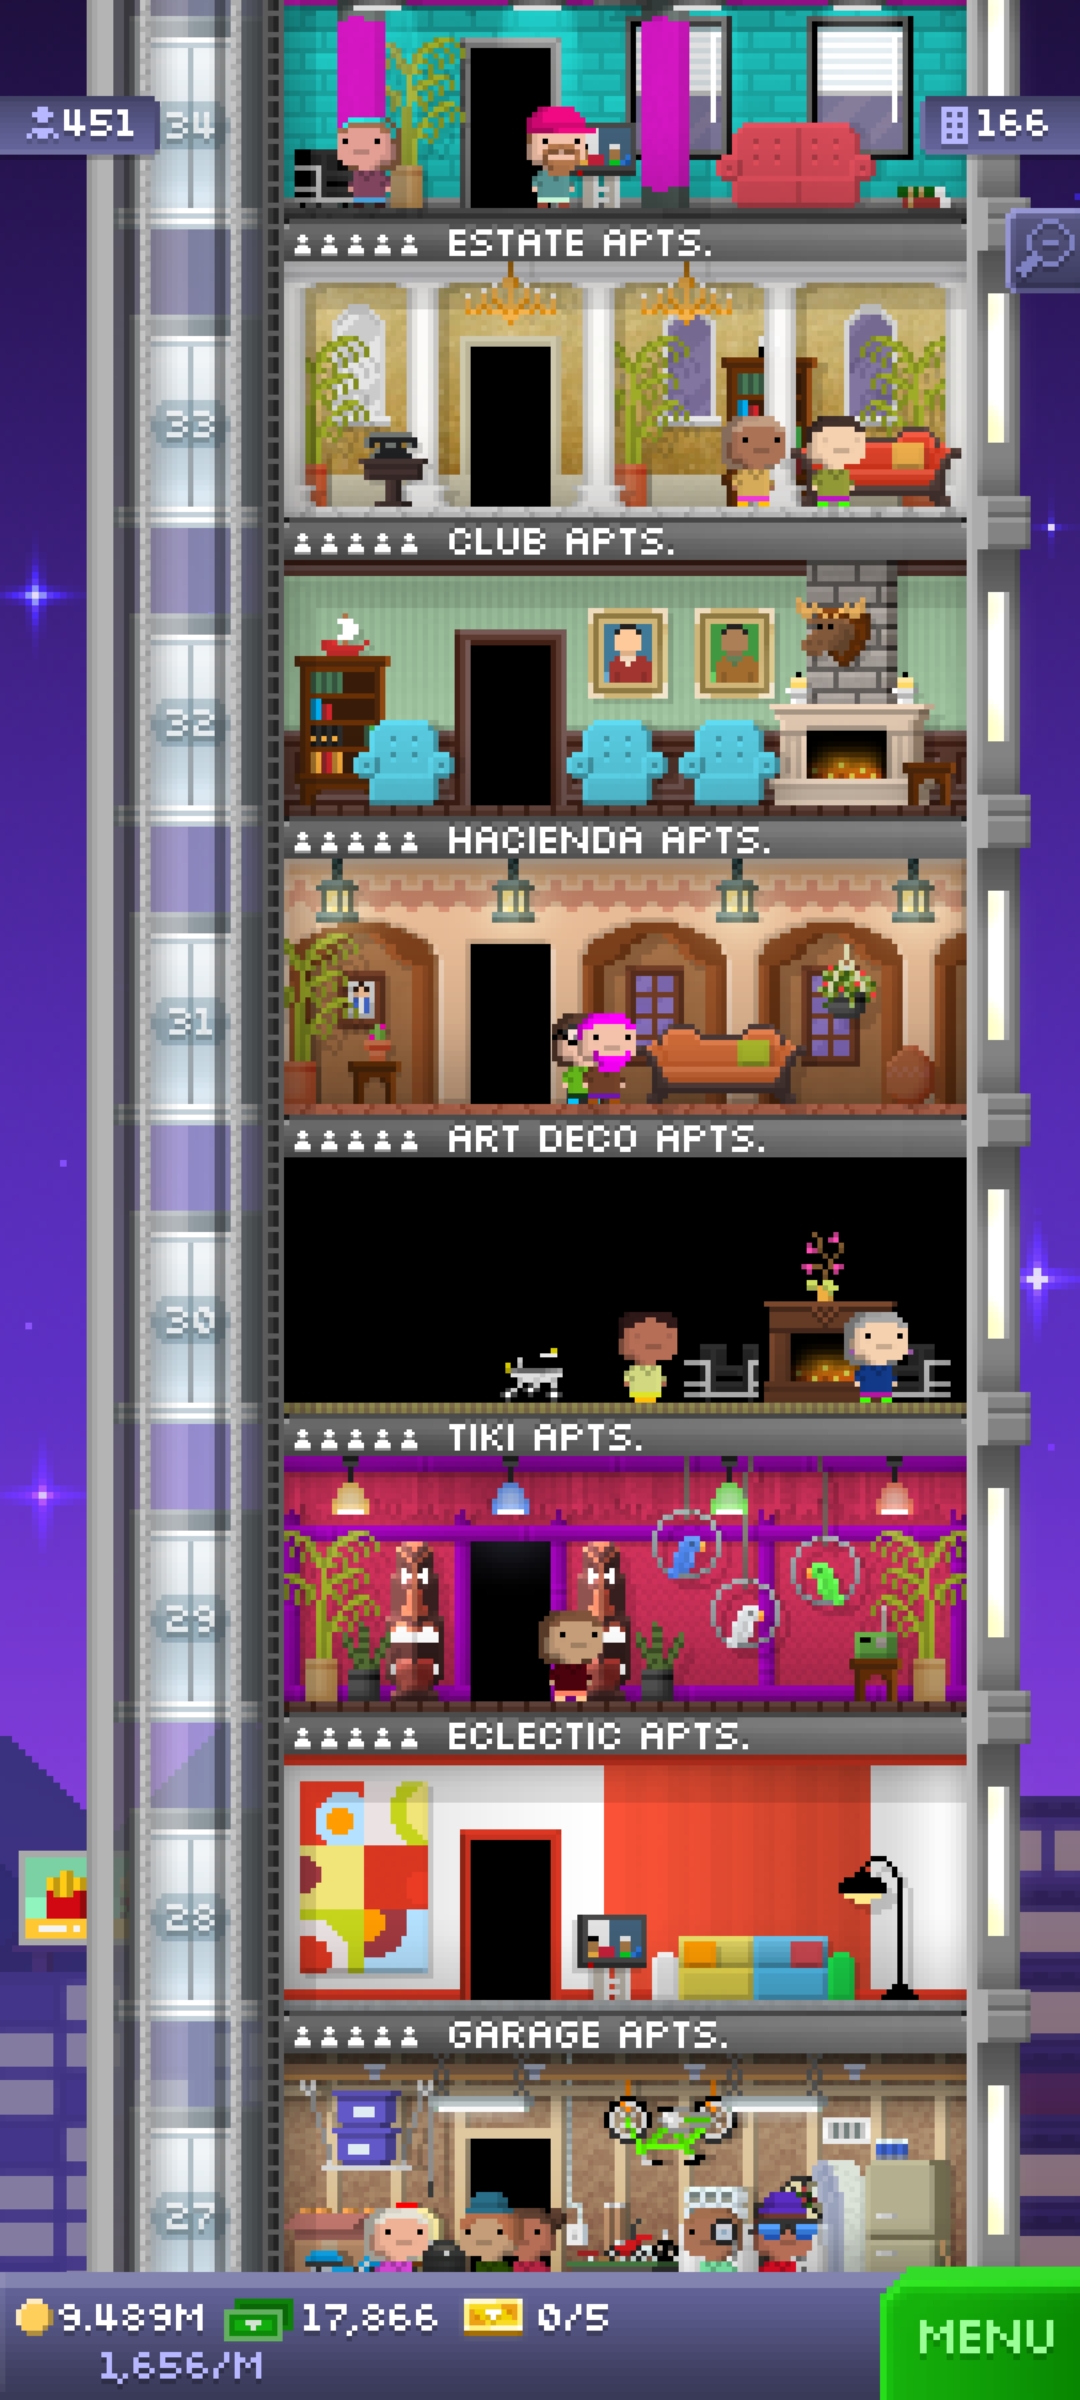 451
34
166
ESTATE APTS.
33
CLUB APTS.
32
HACIENDA APTS.
31
ART DECO APTS.
30
TIKI APTS.
29
ECLECTIC APTS.
28
GARAGE APTS.
27
9.489M 17,866 0/5
1,656/M
MENU